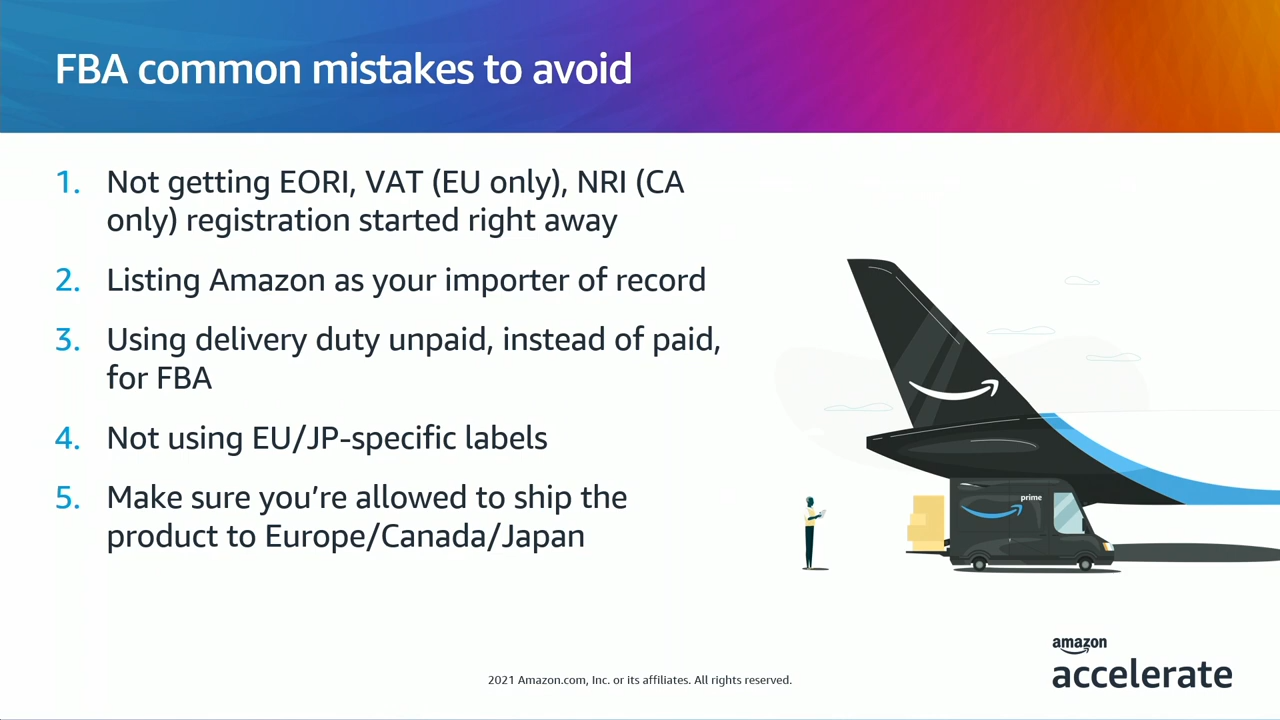 FBA common mistakes to avoid
1. Not getting EORI, VAT (EU only), NRI (CA
only) registration started right away
2. Listing Amazon as your importer of record
3. Using delivery duty unpaid, instead of paid,
for FBA
4. Not using EU/JP-specific labels
5. Make sure you’re allowed to ship the
product to Europe/Canada/Japan
prime
amazon
accelerate
2021 Amazon.com, Inc. or its affiliates. All rights reserved.